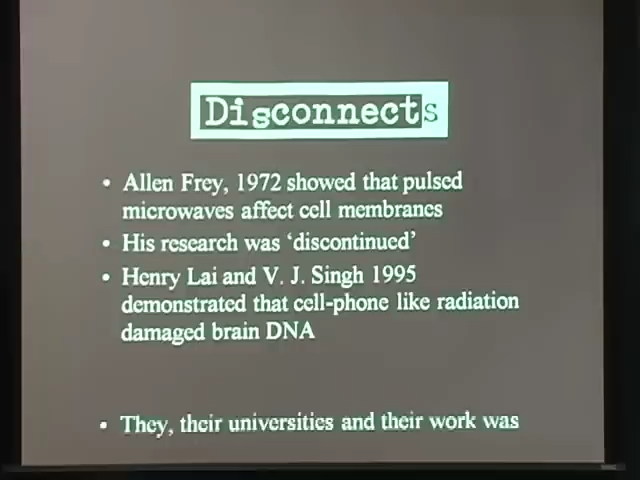 Disconnects
• Allen Frey, 1972 showed that pulsed
microwaves affect cell membranes
• His research was ‘discontinued’
• Henry Lai and V. J. Singh 1995
demonstrated that cell-phone like radiation
damaged brain DNA
• They, their universities and their work was